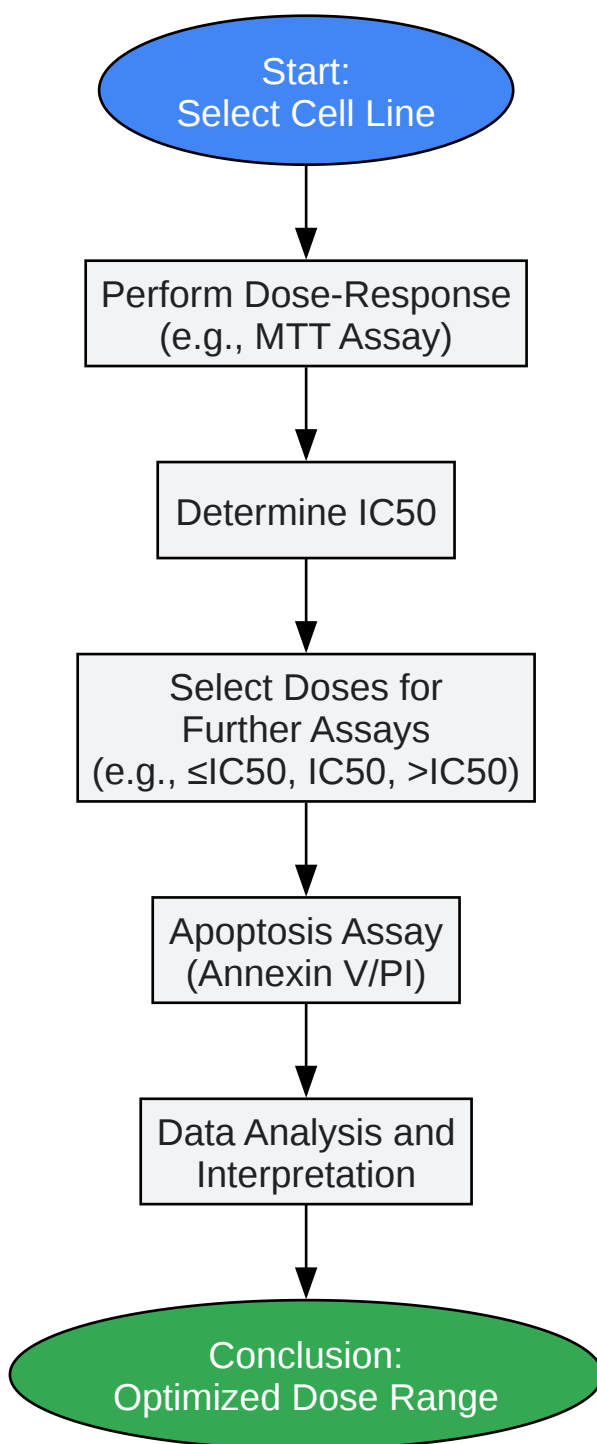 Start:
Select Cell Line
Perform Dose-Response
(e.g., MTT Assay)
Determine IC50
Select Doses for
Further Assays
(e.g., ≤IC50, IC50, >IC50)
Apoptosis Assay
(Annexin V/PI)
Data Analysis and
Interpretation
Conclusion:
Optimized Dose Range